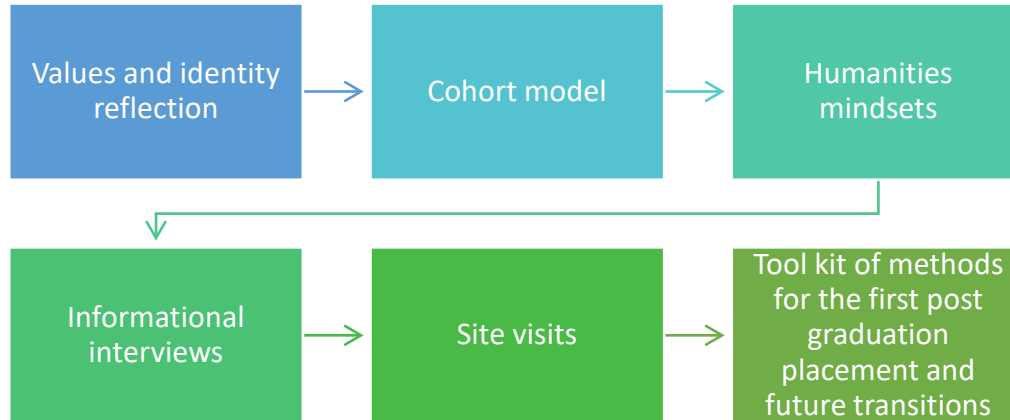 Values and identity
reflection
Cohort model
Humanities
mindsets
Informational
interviews
Site visits
Tool kit of methods
for the first post
graduation
placement and
future transitions